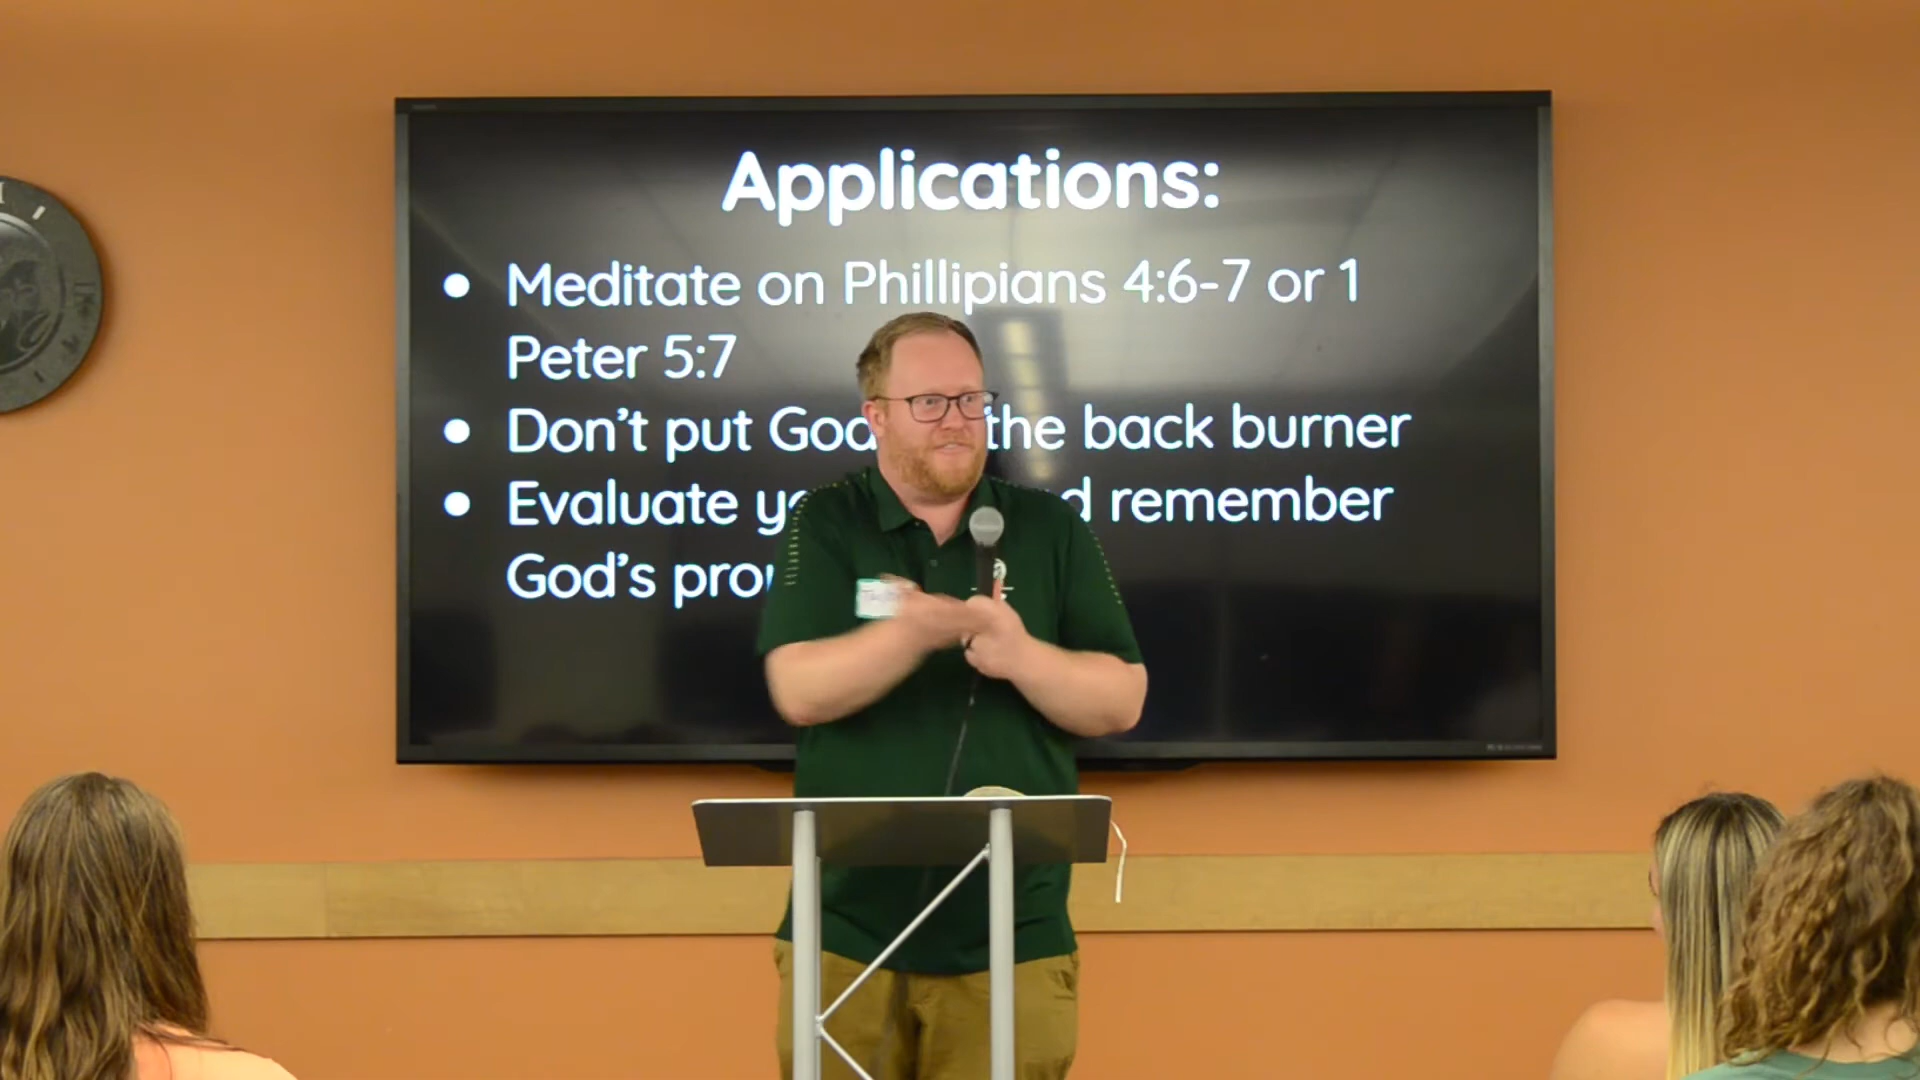 Applications:
• Meditate on Phillipians 4:6-7 or 1
Peter 5:7
• Don't put God the back burner
• Evaluate remember
God's